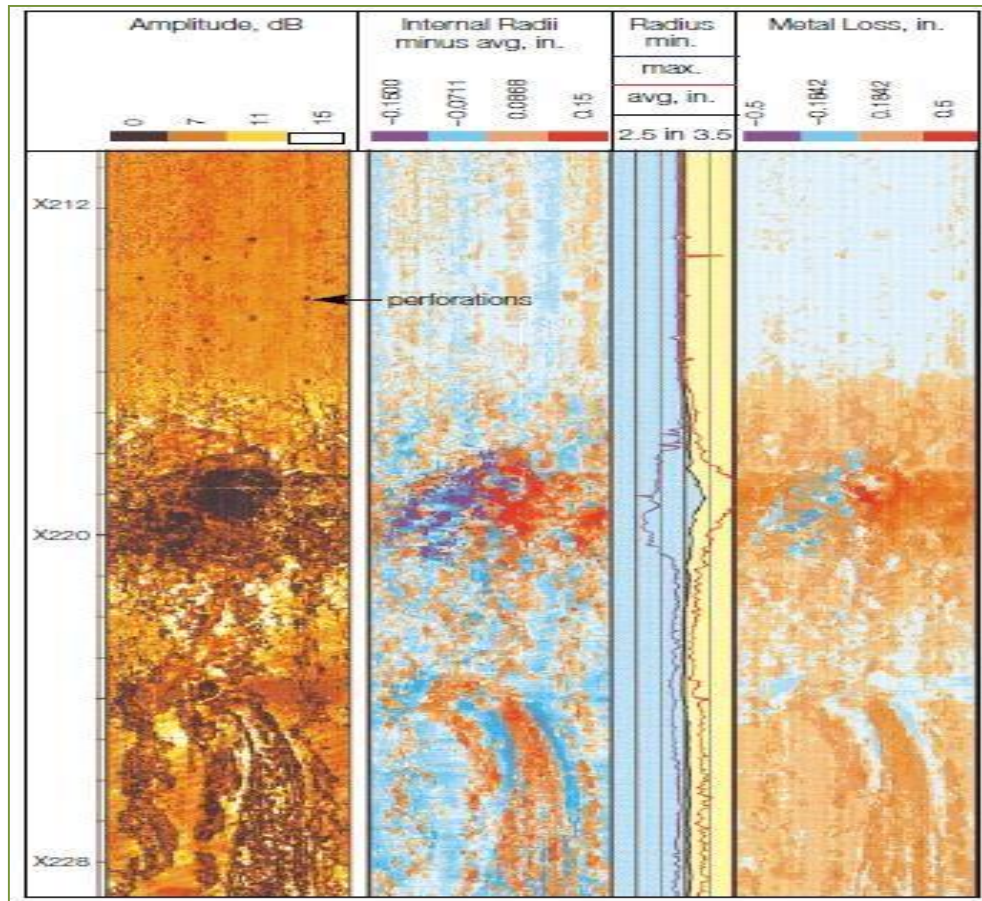 Amplitude, dB
0
7
11
15
Internal Radii
minus avg, in.
-0.1500
-0.0711
0.0868
0.15
Radius
min.
max.
avg, in.
2.5 in 3.5
Metal Loss, in.
-0.5
-0.1842
0.1842
0.5
X212
perforations
X220
X228